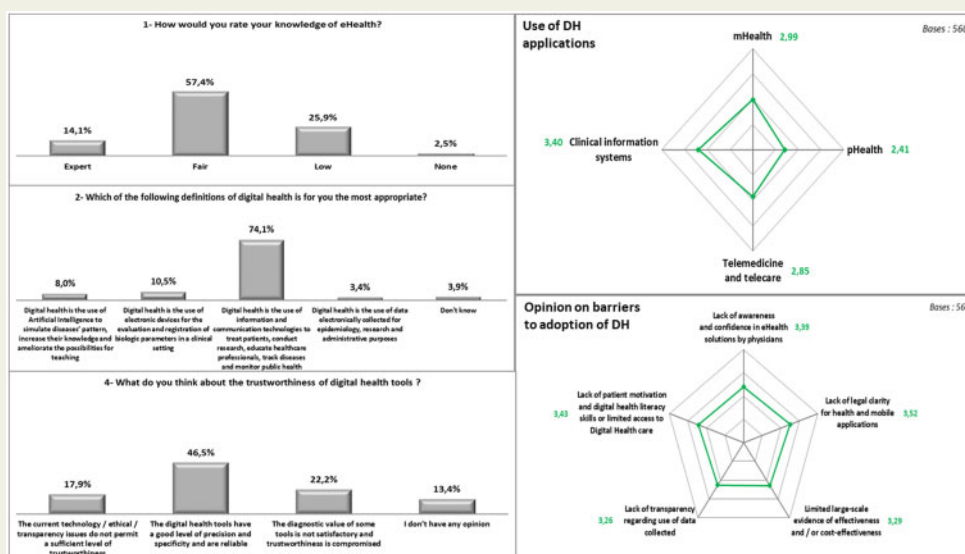 1- How would you rate your knowledge of eHealth?
57,4%
25,9%
14,1%
2,5%
Expert
Fair
Low
None
2- Which of the following definitions of digital health is for you the most appropriate?
74,1%
8,0%
10,5%
3,4%
3,9%
Digital health is the use of
Artificial Intelligence to
simulate diseases' pattern,
increase their knowledge and
ameliorate the possibilities for
teaching
Digital health is the use of
electronic devices for the
evaluation and registration of
biologic parameters in a clinical
setting
Digital health is the use of
information and
communication technologies to
treat patients, conduct
research, educate healthcare
professionals, track diseases
and monitor public health
Digital health is the use of data
electronically collected for
epidemiology, research and
administrative purposes
Don't know
4- What do you think about the trustworthiness of digital health tools ?
46,5%
17,9%
22,2%
13,4%
The current technology / ethical /
transparency issues do not permit
a sufficient level of
trustworthiness
The digital health tools have
a good level of precision and
specificity and are reliable
The diagnostic value of some
tools is not satisfactory and
trustworthiness is compromised
I don't have any opinion
Use of DH
applications
Bases : 56
mHealth 2,99
3,40 Clinical information
systems
pHealth 2,41
Telemedicine
and telecare 2,85
Opinion on barriers
to adoption of DH
Bases : 56
Lack of awareness
and confidence in eHealth 3,39
solutions by physicians
Lack of patient motivation
and digital health literacy
3,43 skills or limited access to
Digital Health care
Lack of legal clarity
for health and mobile 3,52
applications
Lack of transparency
3,26 regarding use of data
collected
Limited large-scale
evidence of effectiveness 3,29
and / or cost-effectiveness